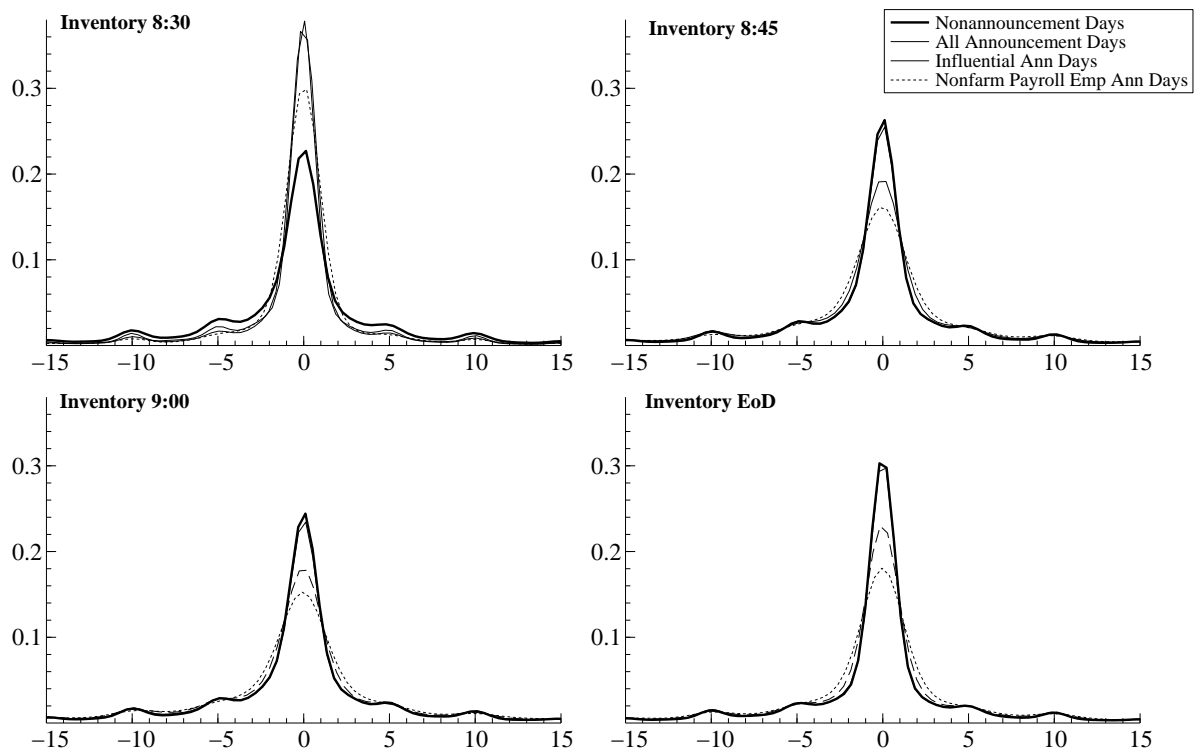 Inventory 8:30
Inventory 8:45
Nonannouncement Days
All Announcement Days
Influential Ann Days
Nonfarm Payroll Emp Ann Days
0.3
0.2
0.1
−15 −10 −5 0 5 10 15
0.3
0.2
0.1
−15 −10 −5 0 5 10 15
Inventory 9:00
Inventory EoD
0.3
0.2
0.1
−15 −10 −5 0 5 10 15
0.3
0.2
0.1
−15 −10 −5 0 5 10 15